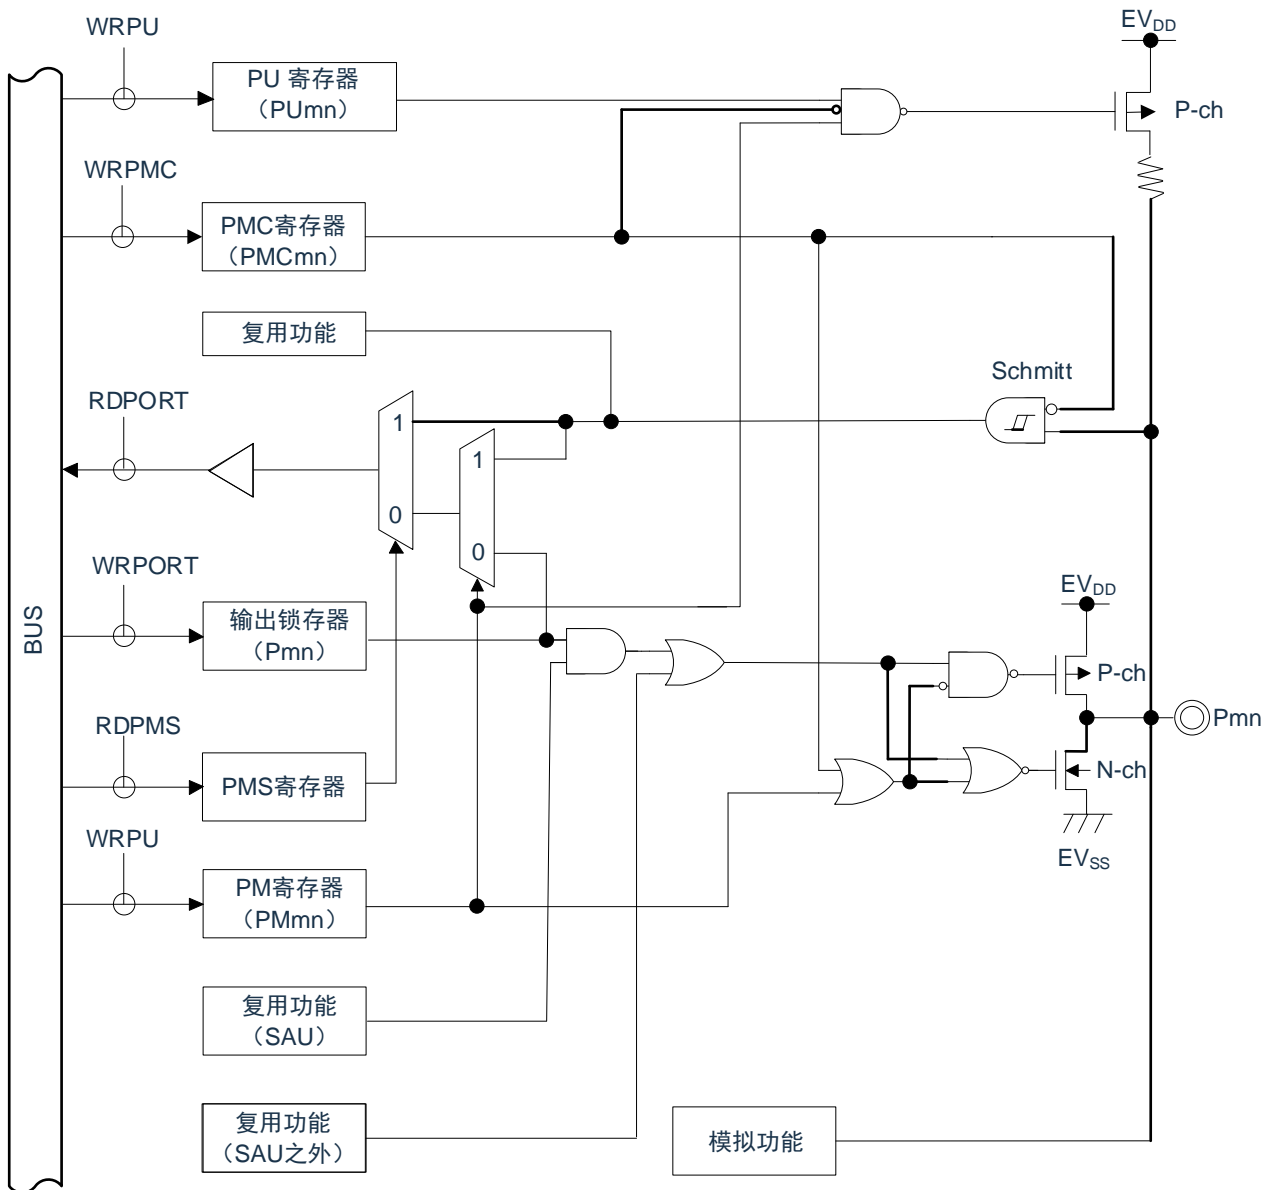 WRPU
EVDD
PU 寄存器
（PUmn）
P-ch
WRPMC
PMC寄存器
（PMCmn）
复用功能
Schmitt
RDPORT
1
1
0
0
WRPORT
EVDD
BUS
输出锁存器
（Pmn）
P-ch
Pmn
RDPMS
PMS寄存器
N-ch
WRPU
EVSS
PM寄存器
（PMmn）
复用功能
（SAU）
复用功能
（SAU之外）
模拟功能